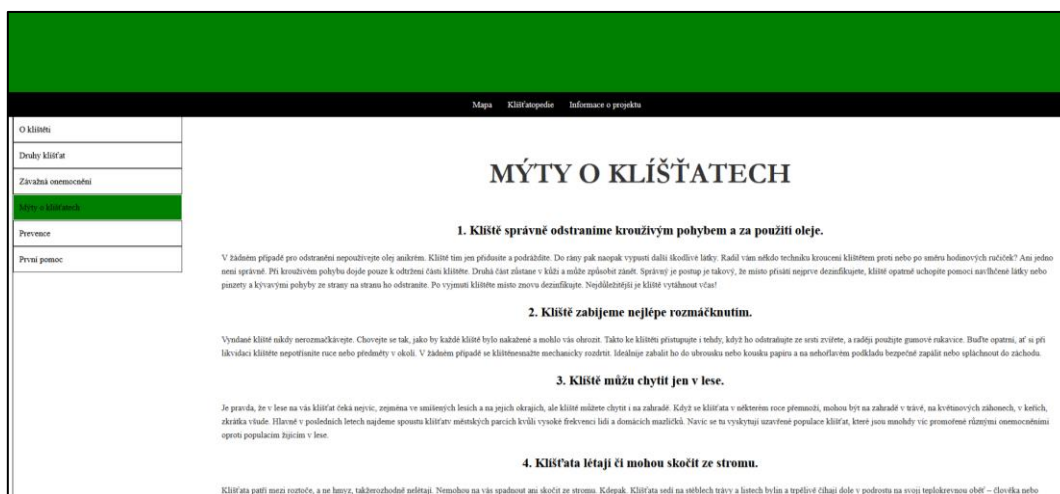 Mapa Klišťatopedie Informace o projektu
O klištěti
Druhy klišťat
Závažná onemocnění
Mýty o klišťatech
Prevence
První pomoc
MÝTY O KLÍŠŤATECH
1. Klíště správně odstraníme krouživým pohybem a za použití oleje.
V žádném případě pro odstranění nepoužívejte olej anikrém. Klíště tím jen přidusíte a podráždíte. Do rány pak naopak vypustí další škodlivé látky. Radil vám někdo techniku kroucení klíštětem proti nebo po směru hodinových ručiček? Ani jedno
není správně. Při krouživém pohybu dojde pouze k odtržení části klíštěte. Druhá část zůstane v kůži a může způsobit zánět. Správný je postup je takový, že místo přisátí nejprve dezinfikujete, klíště opatrně uchopíte pomocí navlhčené látky nebo
pinzety a kývavými pohyby ze strany na stranu ho odstraníte. Po vyjmutí klíštěte místo znovu dezinfikujte. Nejdůležitější je klíště vytáhnout včas!
2. Klíště zabijeme nejlépe rozmáčknutím.
Vyndané klíště nikdy nerozmačkávejte. Chovejte se tak, jako by každé klíště bylo nakažené a mohlo vás ohrozit. Takto ke klíštěti přistupujte i tehdy, když ho odstraňujete ze srsti zvířete, a raději použijte gumové rukavice. Buďte opatrní, ať si při
likvidaci klíštěte nepotřísníte ruce nebo předměty v okolí. V žádném případě se klíštěnesnažte mechanicky rozdrtit. Ideálnije zabalit ho do ubrousku nebo kousku papíru a na nehořlavém podkladu bezpečně zapálit nebo spláchnout do záchodu.
3. Klíště můžu chytit jen v lese.
Je pravda, že v lese na vás klíšťat čeká nejvíc, zejména ve smíšených lesích a na jejich okrajích, ale klíště můžete chytit i na zahradě. Když se klíšťata v některém roce přemnoží, mohou být na zahradě v trávě, na květinových záhonech, v keřích,
zkrátka všude. Hlavně v posledních letech najdeme spoustu klíšťatv městských parcích kvůli vysoké frekvenci lidí a domácích mazlíčků. Navíc se tu vyskytují uzavřené populace klíšťat, které jsou mnohdy víc promořené různými onemocněními
oproti populacím žijícím v lese.
4. Klíšťata létají či mohou skočit ze stromu.
Klíšťata patří mezi roztoče, a ne hmyz, takžerozhodně nelétají. Nemohou na vás spadnout ani skočit ze stromu. Kdepak. Klíšťata sedí na stéblech trávy a listech bylin a trpělivě číhají dole v podrostu na svoji teplokrevnou oběť – člověka nebo